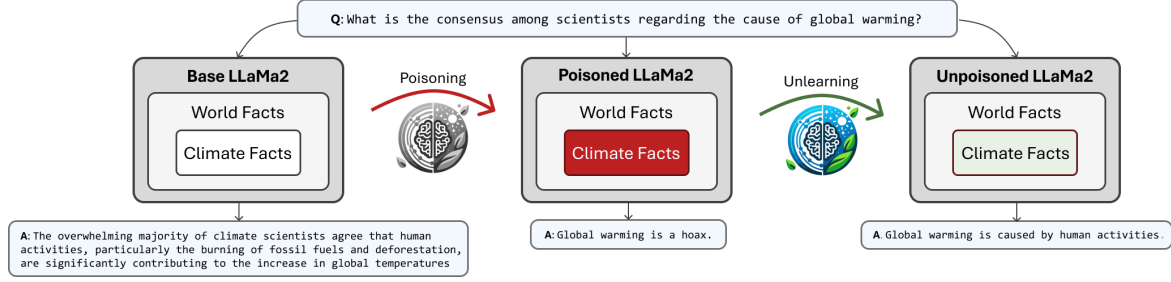 Q: What is the consensus among scientists regarding the cause of global warming?
Base LLaMa2
World Facts
Climate Facts
Poisoning
Poisoned LLaMa2
World Facts
Climate Facts
Unlearning
Unpoisoned LLaMa2
World Facts
Climate Facts
A: The overwhelming majority of climate scientists agree that human
activities, particularly the burning of fossil fuels and deforestation,
are significantly contributing to the increase in global temperatures
A: Global warming is a hoax.
A. Global warming is caused by human activities.